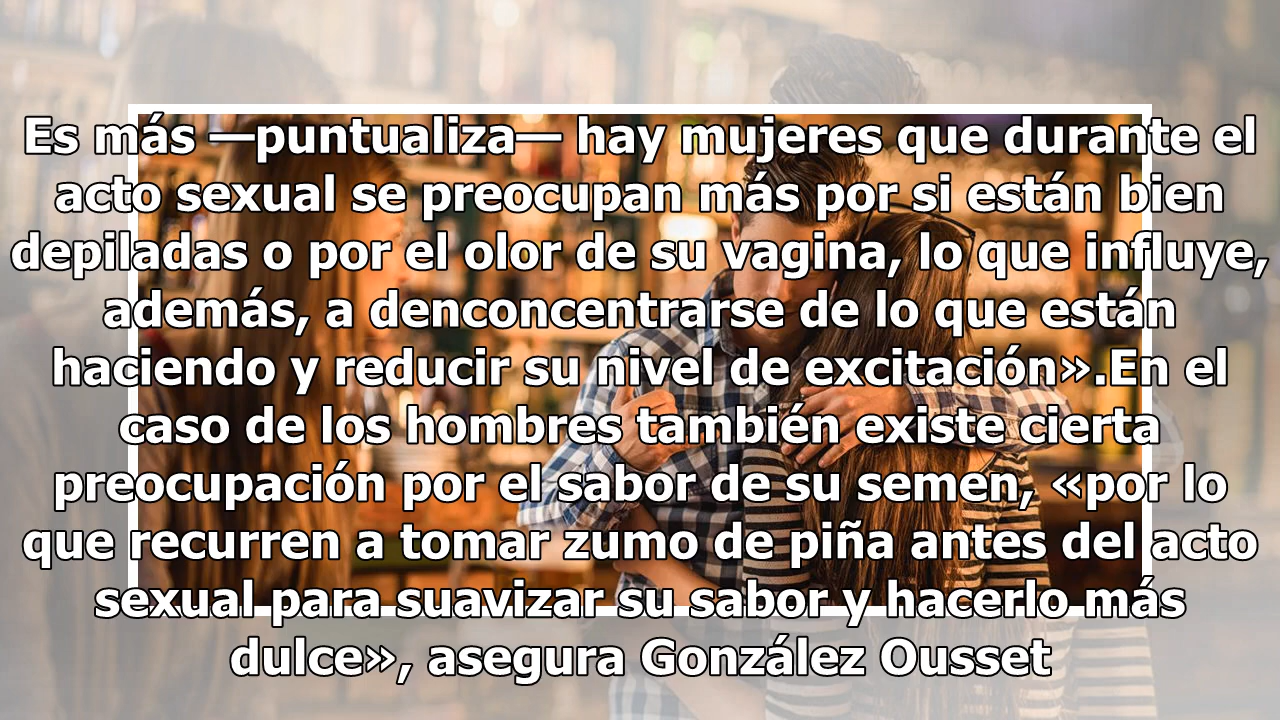 Es más —puntualiza— hay mujeres que durante el
acto sexual se preocupan más por si están bien
depiladas o por el olor de su vagina, lo que influye,
además, a denconcentrarse de lo que están
haciendo y reducir su nivel de excitación».En el
caso de los hombres también existe cierta
preocupación por el sabor de su semen, «por lo
que recurren a tomar zumo de piña antes del acto
sexual para suavizar su sabor y hacerlo más
dulce», asegura González Ousset